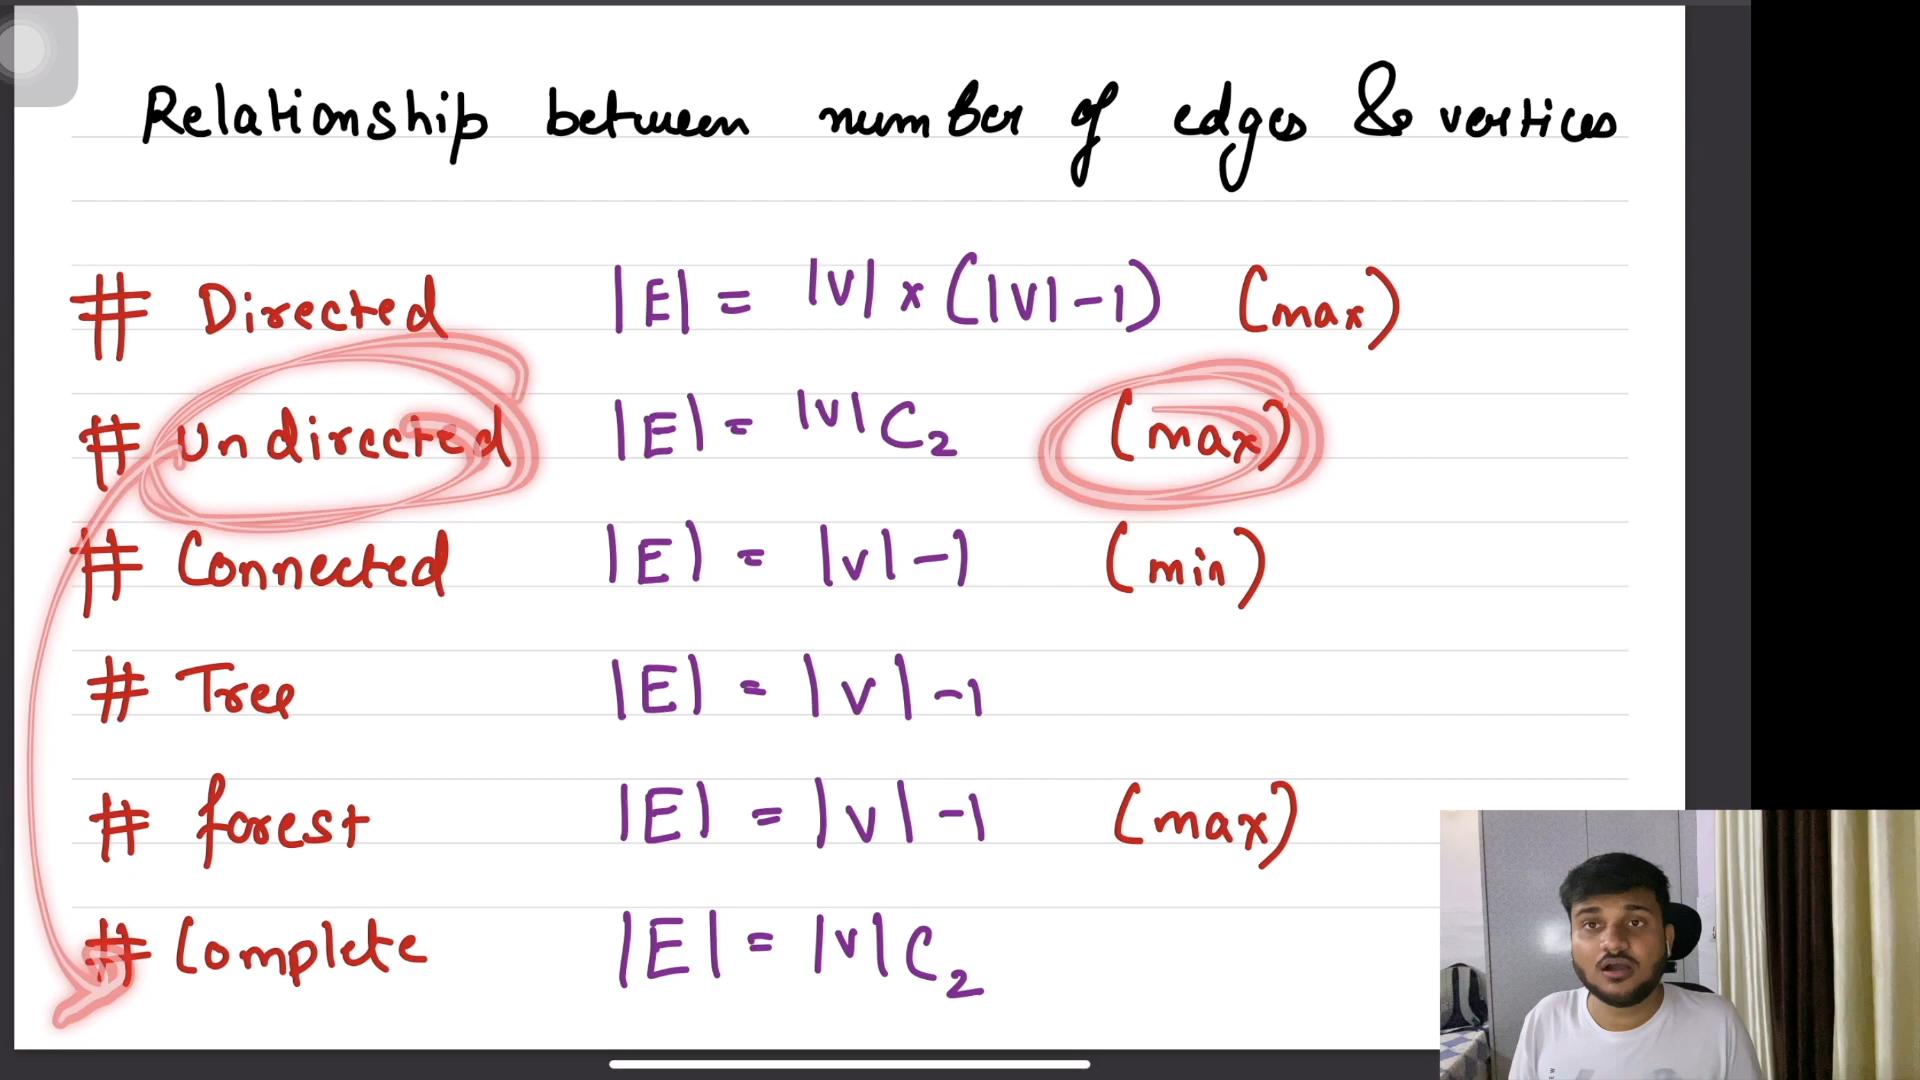 Relationship between number of edges & vertices
# Directed |E| = |V| × (|V|-1) (max)
# Undirected |E| = |V|C₂ (max)
# Connected |E| = |V|-1 (min)
# Tree |E| = |V|-1
# forest |E| = |V|-1 (max)
# Complete |E| = |V|C₂